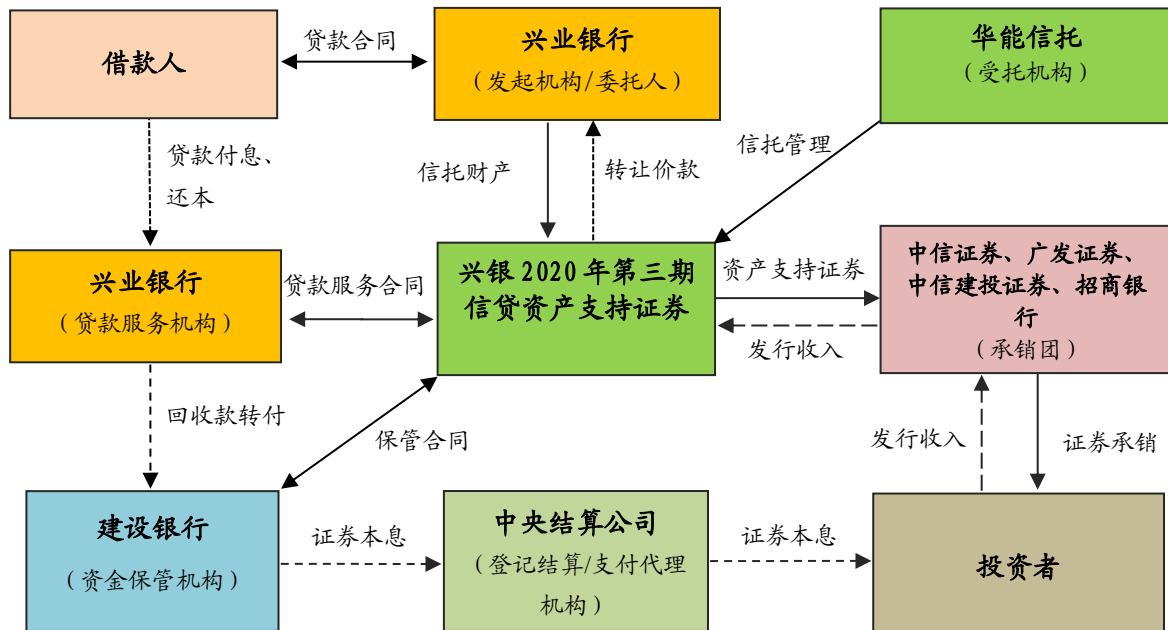 借款人
贷款合同
兴业银行
（发起机构/委托人）
华能信托
（受托机构）
贷款付息、
还本
信托财产
转让价款
信托管理
兴业银行
（贷款服务机构）
贷款服务合同
兴银 2020 年第三期
信贷资产支持证券
资产支持证券
发行收入
中信证券、广发证券、
中信建投证券、招商银
行
（承销团）
回收款转付
保管合同
发行收入
证券承销
建设银行
（资金保管机构）
证券本息
中央结算公司
（登记结算/支付代理
机构）
证券本息
投资者